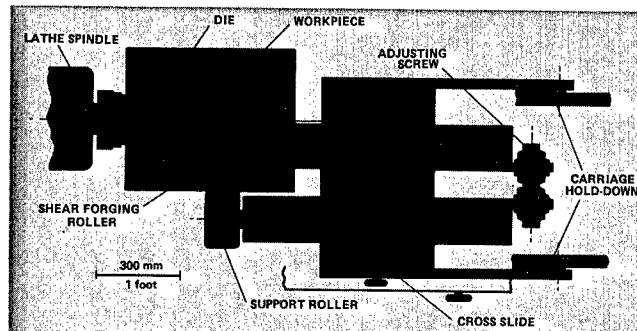 DIE
WORKPIECE
LATHE SPINDLE
ADJUSTING
SCREW
CARRIAGE
HOLD-DOWN
SHEAR FORGING
ROLLER
300 mm
1 foot
SUPPORT ROLLER
CROSS SLIDE